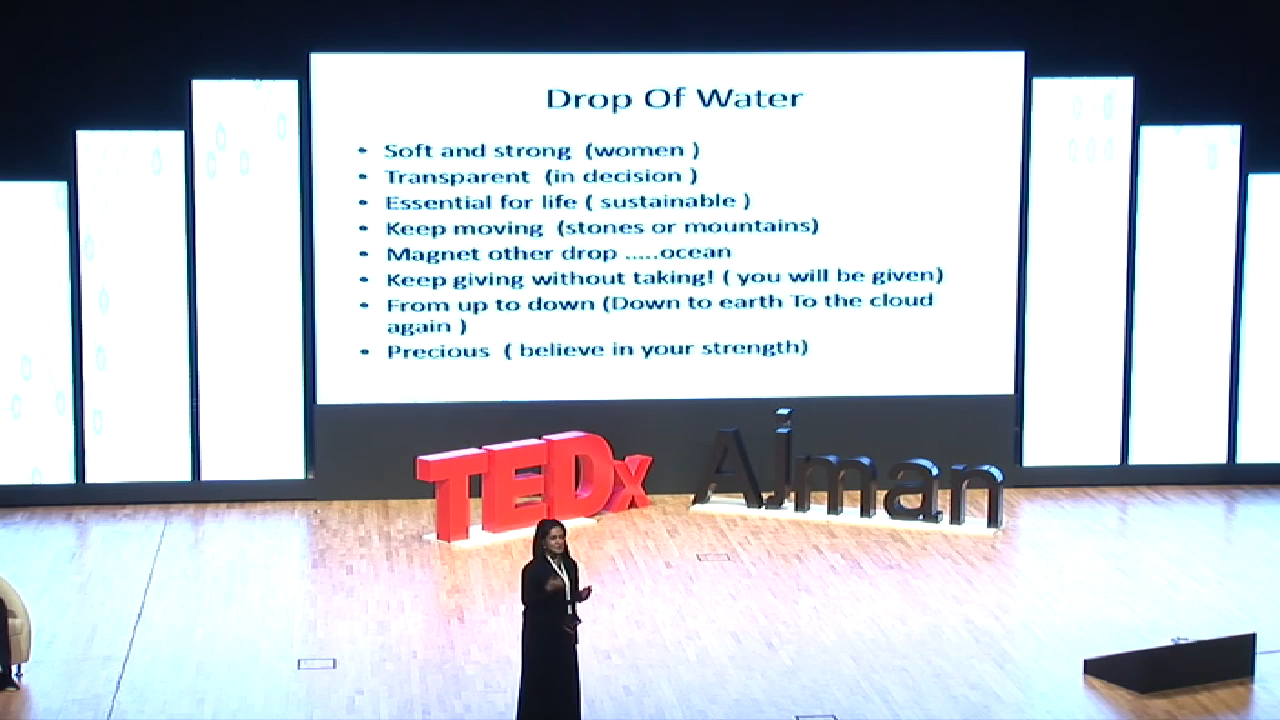 Drop Of Water
• Soft and strong (women )
• Transparent (in decision )
• Essential for life ( sustainable )
• Keep moving (stones or mountains)
• Magnet other drop .....ocean
• Keep giving without taking! ( you will be given)
• From up to down (Down to earth To the cloud
again )
• Precious ( believe in your strength)
TEDx Ajman